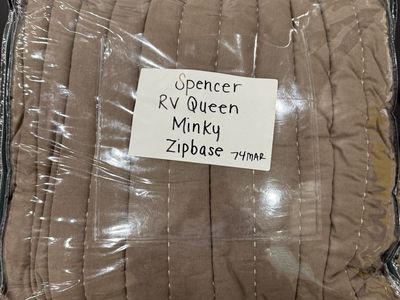 Spencer
RV Queen
Minky
Zipbase 74MAR